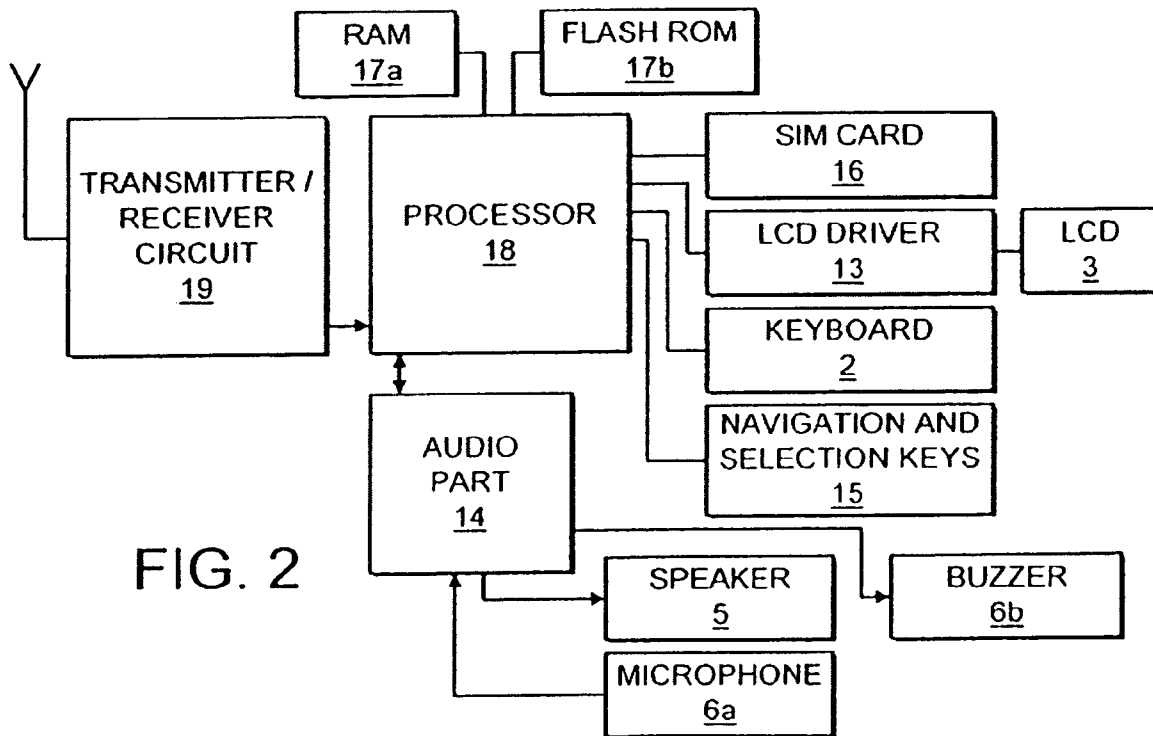 RAM
17a
FLASH ROM
17b
TRANSMITTER /
RECEIVER
CIRCUIT
19
PROCESSOR
18
SIM CARD
16
LCD DRIVER
13
LCD
3
KEYBOARD
2
NAVIGATION AND
SELECTION KEYS
15
AUDIO
PART
14
FIG. 2
SPEAKER
5
BUZZER
6b
MICROPHONE
6a